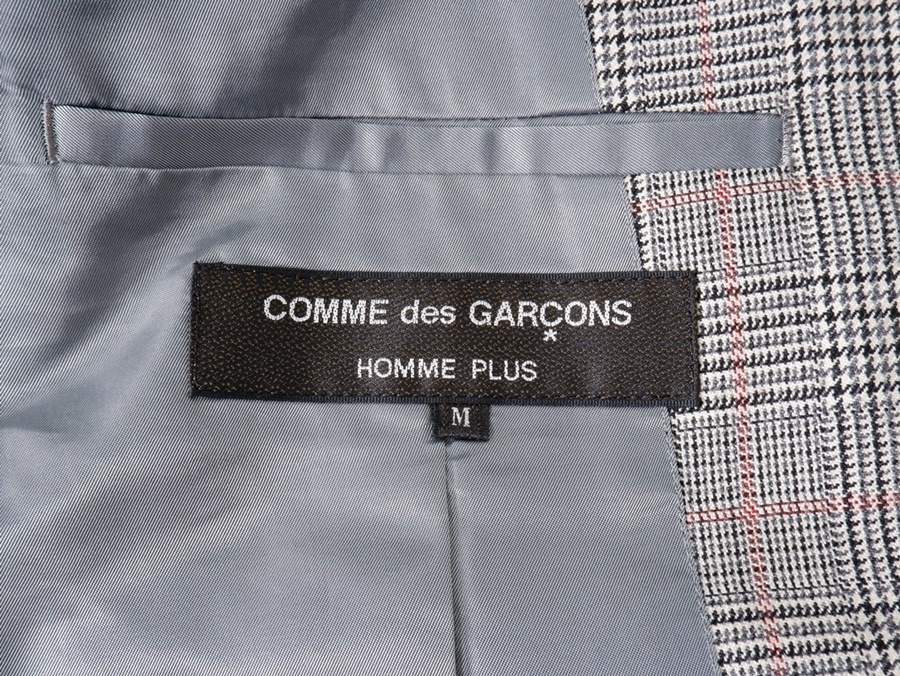 COMME des GARÇONS
*
HOMME PLUS
M